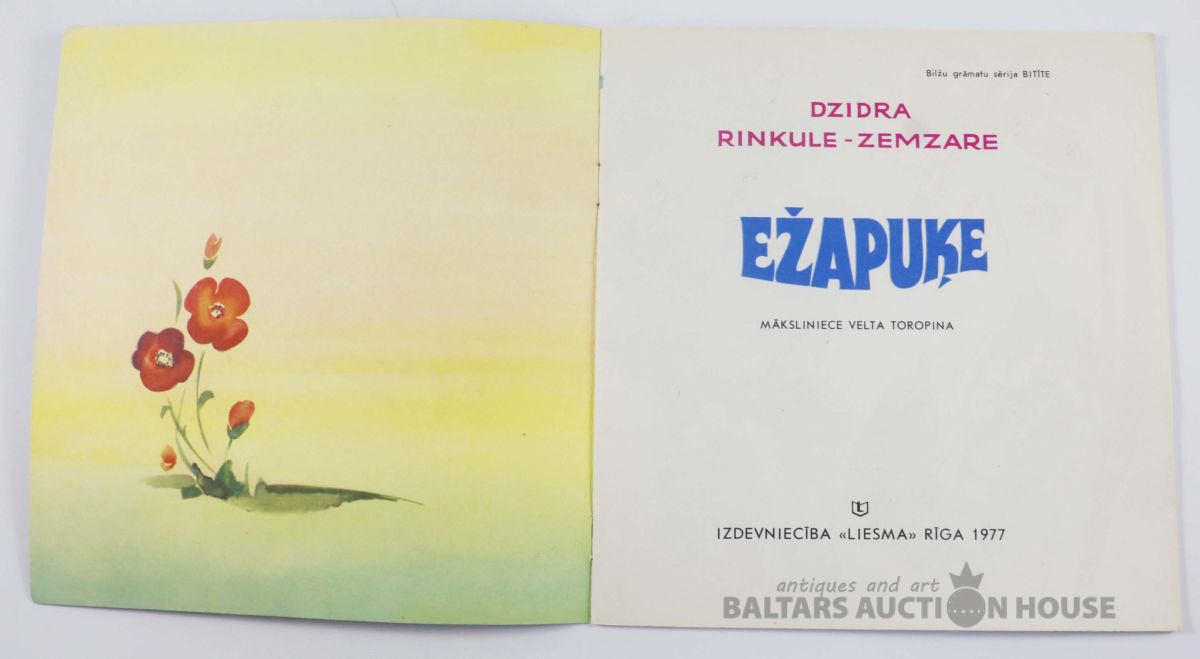 Bilžu grāmatu sērija BITĪTE
DZIDRA
RINKULE-ZEMZARE
EŽAPUĶE
MĀKSLINIECE VELTA TOROPINA
L
IZDEVNIECĪBA «LIESMA» RĪGA 1977
antiques and art
BALTARS AUCTION HOUSE